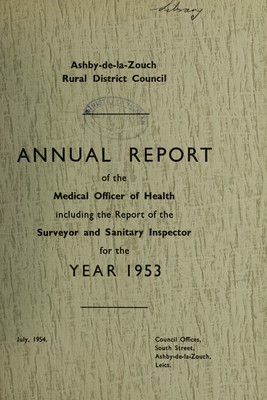 Library
Ashby-de-la-Zouch
Rural District Council
ANNUAL REPORT
of the
Medical Officer of Health
including the Report of the
Surveyor and Sanitary Inspector
for the
YEAR 1953
July, 1954.
Council Offices,
South Street,
Ashby-de-la-Zouch,
Leics.